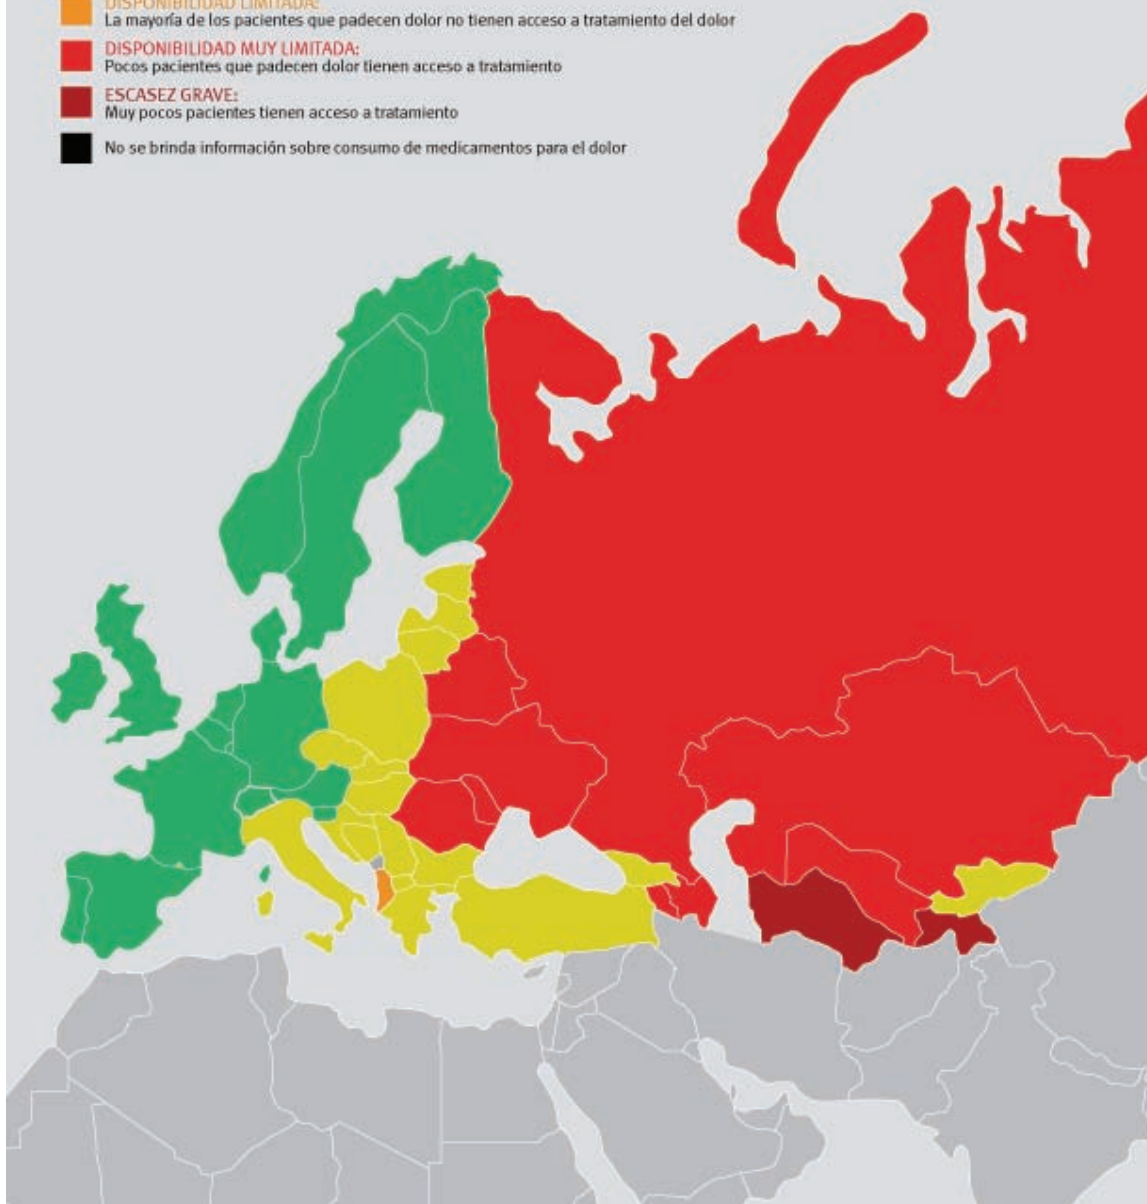 DISPONIBILIDAD LIMITADA:
La mayoría de los pacientes que padecen dolor no tienen acceso a tratamiento del dolor
DISPONIBILIDAD MUY LIMITADA:
Pocos pacientes que padecen dolor tienen acceso a tratamiento
ESCASEZ GRAVE:
Muy pocos pacientes tienen acceso a tratamiento
No se brinda información sobre consumo de medicamentos para el dolor